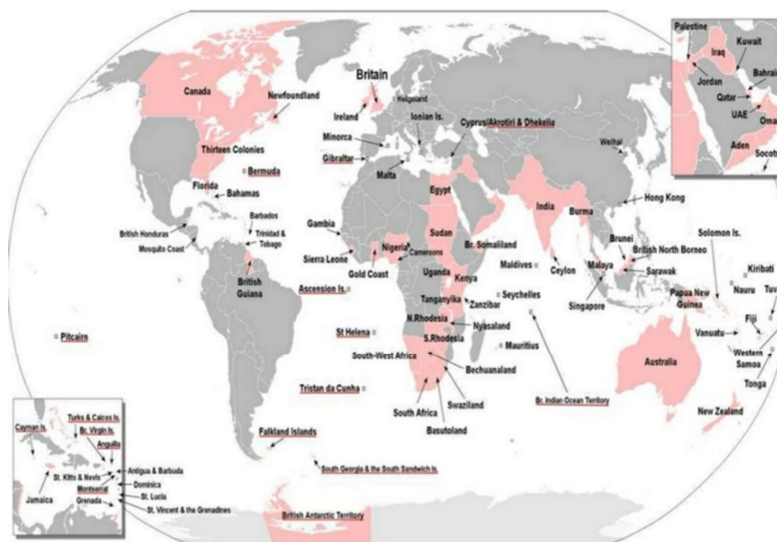 Palestine
Iraq
Kuwait
Bahrain
Jordan
Qatar
UAE
Oman
Aden
Socotra
Canada
Newfoundland
Britain
Heligoland
Ireland
Ionian Is.
Cyprus/Akrotiri & Dhekelia
Thirteen Colonies
Minorca
Weihai
Bermuda
Gibraltar
Malta
Florida
Bahamas
Egypt
India
Burma
Hong Kong
British Honduras
Barbados
Mosquito Coast
Trinidad &
Tobago
Gambia
Sudan
Br. Somaliland
Brunei
British North Borneo
Solomon Is.
Sierra Leone
Nigeria
Cameroons
Gold Coast
Uganda
Kenya
Maldives
Ceylon
Malaya
Sarawak
Kiribati
Nauru
British
Guiana
Ascension Is.
Tanganyika
Zanzibar
Seychelles
Singapore
Papua New
Guinea
Tuv
N.Rhodesia
Nyasaland
Fiji
Pitcairn
St Helena
S.Rhodesia
Mauritius
Vanuatu
South-West Africa
Bechuanaland
Australia
Western
Samoa
Tonga
Tristan da Cunha
South Africa
Swaziland
Basutoland
Br. Indian Ocean Territory
New Zealand
Falkland Islands
South Georgia & the South Sandwich Is.
British Antarctic Territory
Turks & Caicos Is.
Cayman Is.
Br. Virgin Is.
Anguilla
St. Kitts & Nevis
Antigua & Barbuda
Montserrat
Dominica
Jamaica
Grenada
St. Lucia
St. Vincent & the Grenadines